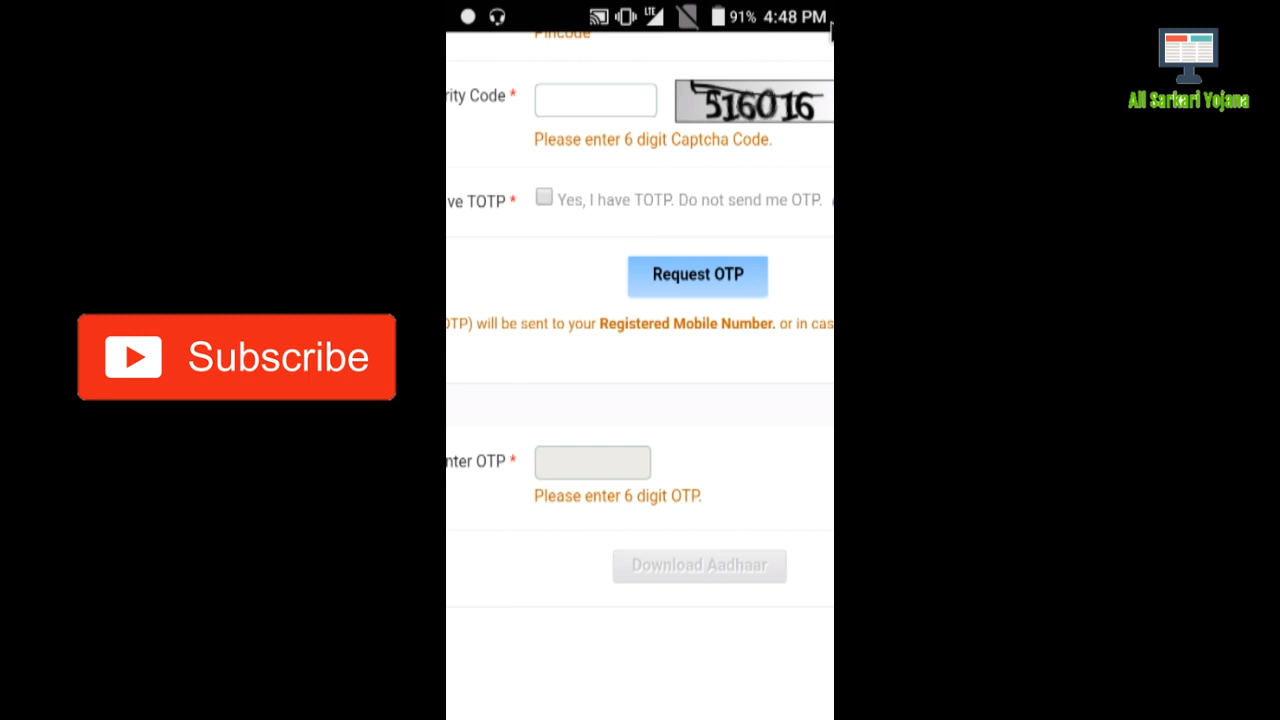 LTE 91% 4:48 PM
Pincode
All Sarkari Yojana
rity Code *
516016
Please enter 6 digit Captcha Code.
ve TOTP * Yes, I have TOTP. Do not send me OTP.
Request OTP
OTP) will be sent to your Registered Mobile Number. or in cas
Subscribe
nter OTP *
Please enter 6 digit OTP.
Download Aadhaar